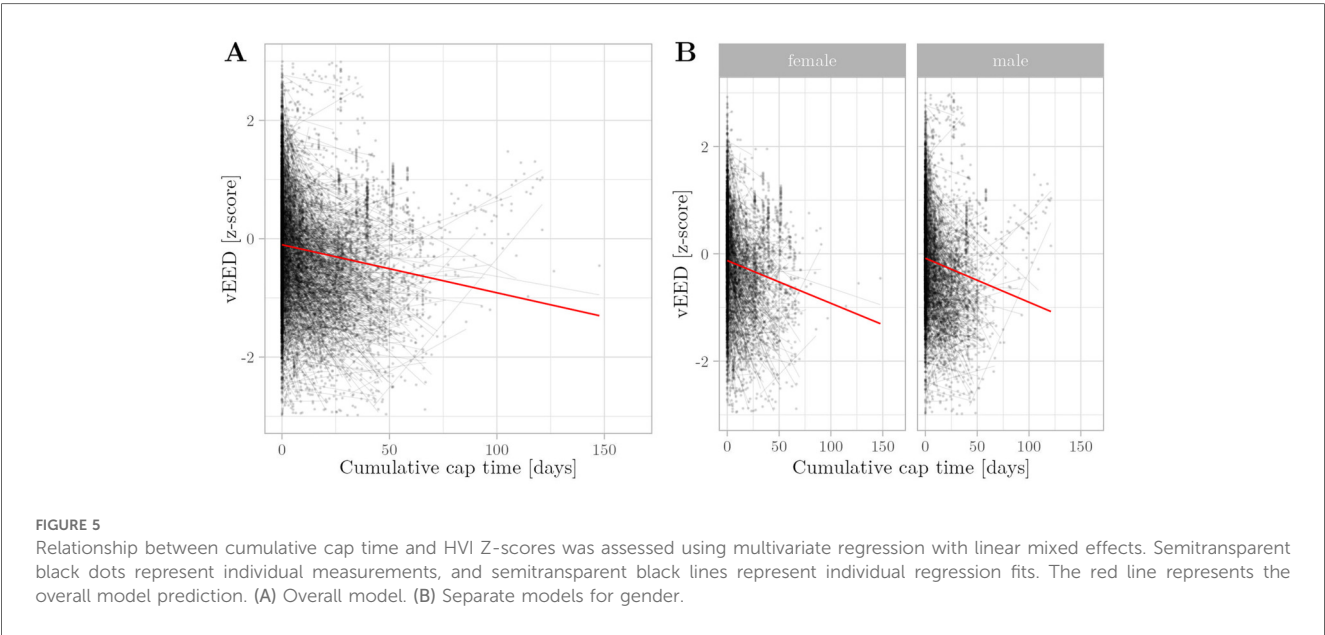 A
vEED [z-score]
2
0
-2
0 50 100 150
Cumulative cap time [days]
B
female male
vEED [z-score]
2
0
-2
0 50 100 150 0 50 100 150
Cumulative cap time [days]
FIGURE 5
Relationship between cumulative cap time and HVI Z-scores was assessed using multivariate regression with linear mixed effects. Semitransparent
black dots represent individual measurements, and semitransparent black lines represent individual regression fits. The red line represents the
overall model prediction. (A) Overall model. (B) Separate models for gender.